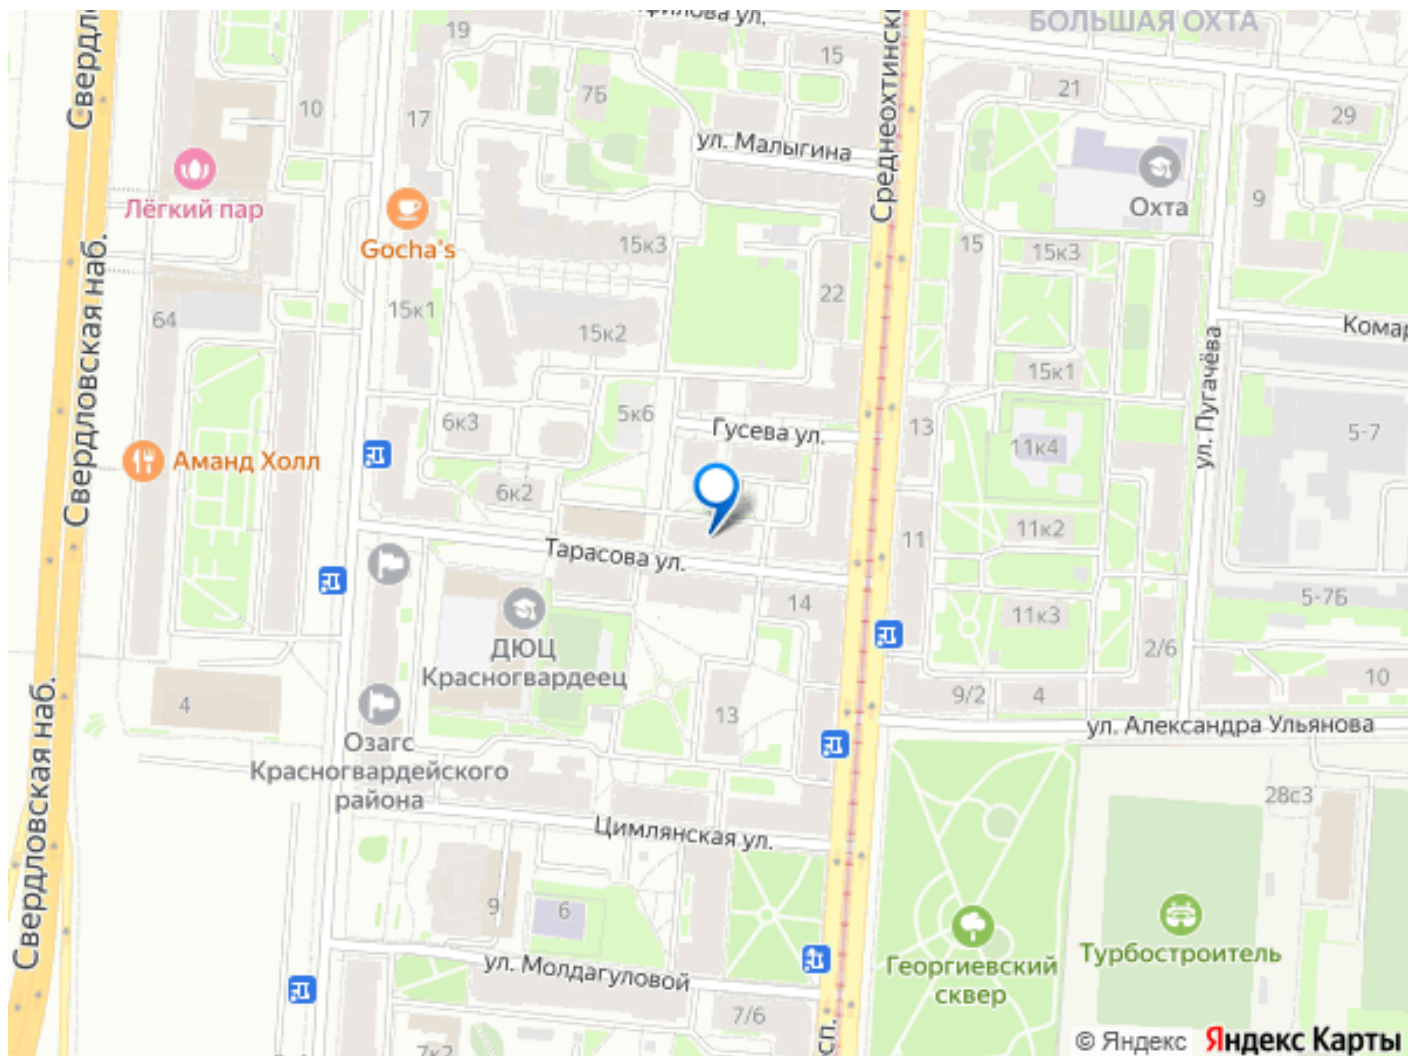 БОЛЬШАЯ ОХТА
19
15
21
7Б
10
17
29
ул. Малыгина
Охта
Лёгкий пар
9
Gocha's
15к3
15
15к3
22
15к1
64
15к2
15к1
Свердловская наб.
ул. Пугачёва
5к6
6к3
Гусева ул.
13
5-7
11к4
Аманд Холл
6к2
11к2
11
Тарасова ул.
5-7Б
14
11к3
ДЮЦ
Красногвардеец
2/6
10
9/2
4
4
13
ул. Александра Ульянова
Озагс
Красногвардейского
района
28с3
Цимлянская ул.
Свердловская наб.
9
6
Турбостроитель
Георгиевский
сквер
ул. Молдагуловой
7/6
7к2
© Яндекс Яндекс Карты